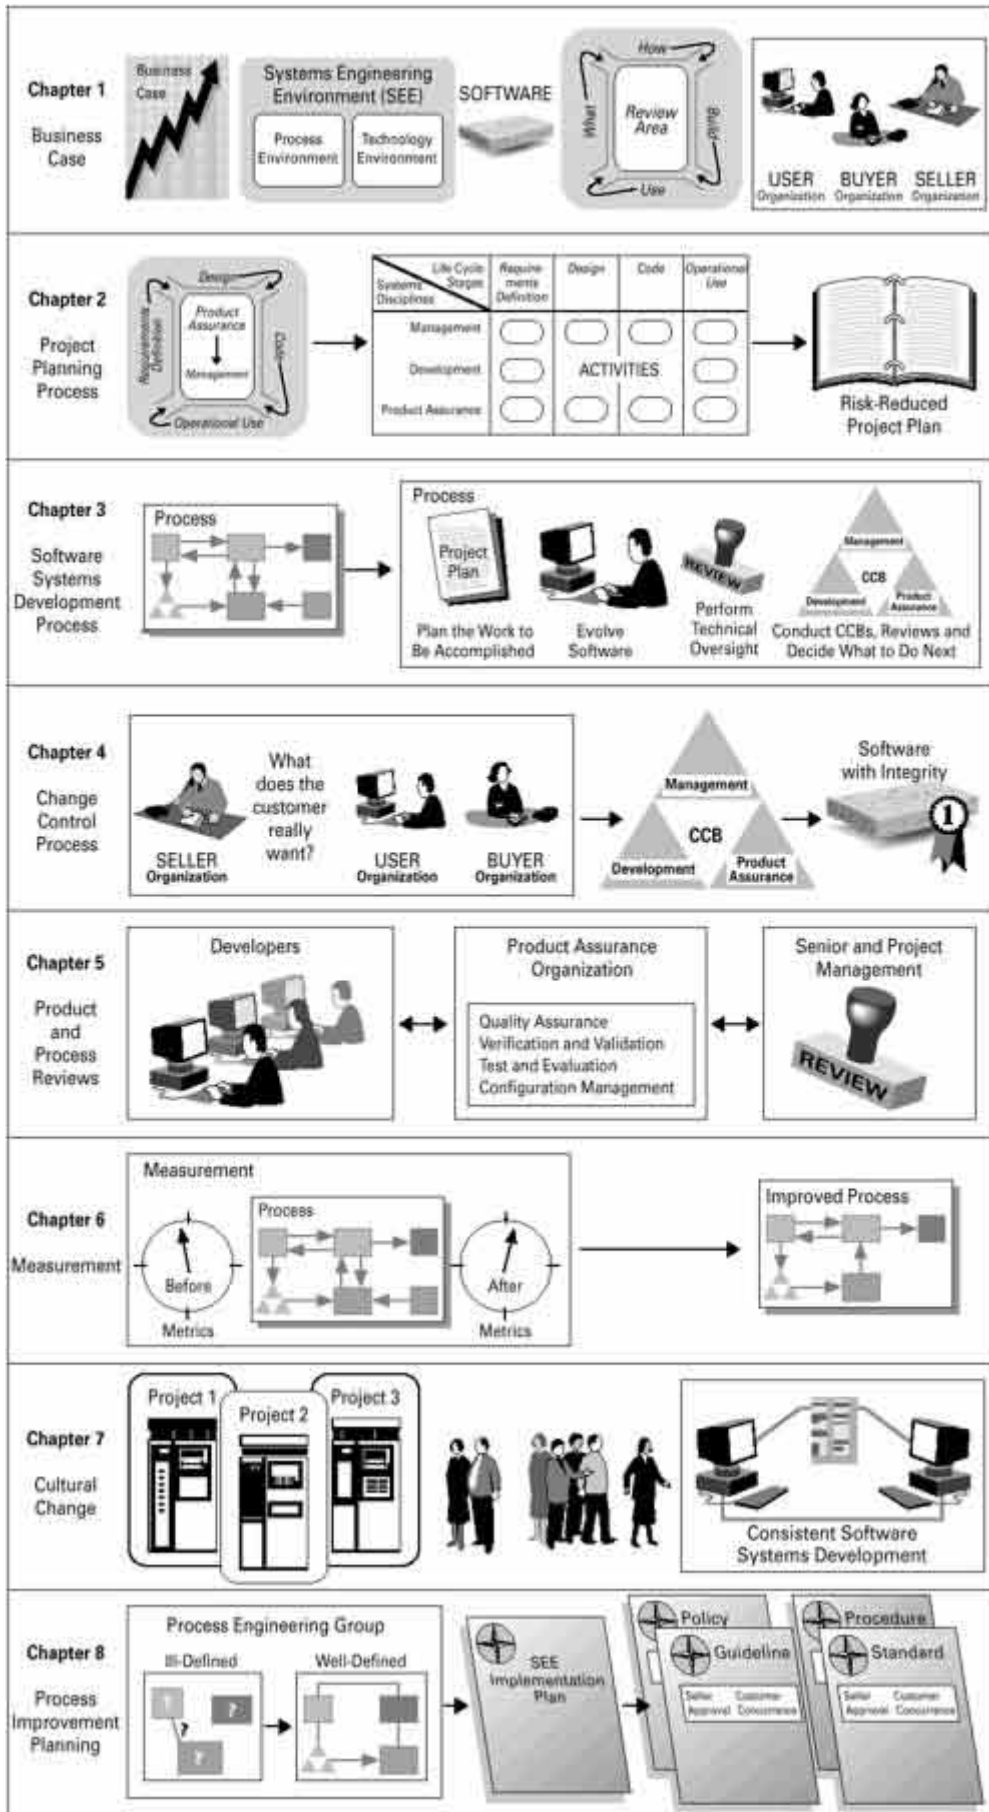 Chapter 1
Business
Case
Business
Case
Systems Engineering
Environment (SEE)
Process
Environment
Technology
Environment
SOFTWARE
How
What
Review
Area
Build
Use
USER
Organization
BUYER
Organization
SELLER
Organization
Chapter 2
Project
Planning
Process
Design
Requirements
Definition
Product
Assurance
Management
Code
Operational Use
Life Cycle
Stages
Systems
Disciplines
Require-
ments
Definition
Design
Code
Operational
Use
Management
Development
ACTIVITIES
Product Assurance
Risk-Reduced
Project Plan
Chapter 3
Software
Systems
Development
Process
Process
Process
Project
Plan
Plan the Work to
Be Accomplished
Evolve
Software
REVIEW
Perform
Technical
Oversight
Management
CCB
Development
Product
Assurance
Conduct CCBs, Reviews and
Decide What to Do Next
Chapter 4
Change
Control
Process
SELLER
Organization
What
does the
customer
really
want?
USER
Organization
BUYER
Organization
Management
CCB
Development
Product
Assurance
Software
with Integrity
1
Chapter 5
Product
and
Process
Reviews
Developers
Product Assurance
Organization
Quality Assurance
Verification and Validation
Test and Evaluation
Configuration Management
Senior and Project
Management
REVIEW
Chapter 6
Measurement
Measurement
Before
Metrics
Process
After
Metrics
Improved Process
Chapter 7
Cultural
Change
Project 1
Project 2
Project 3
Consistent Software
Systems Development
Chapter 8
Process
Improvement
Planning
Process Engineering Group
Ill-Defined
?
?
?
?
Well-Defined
SEE
Implementation
Plan
Policy
Guideline
Seller
Approval
Customer
Concurrence
Procedure
Standard
Seller
Approval
Customer
Concurrence